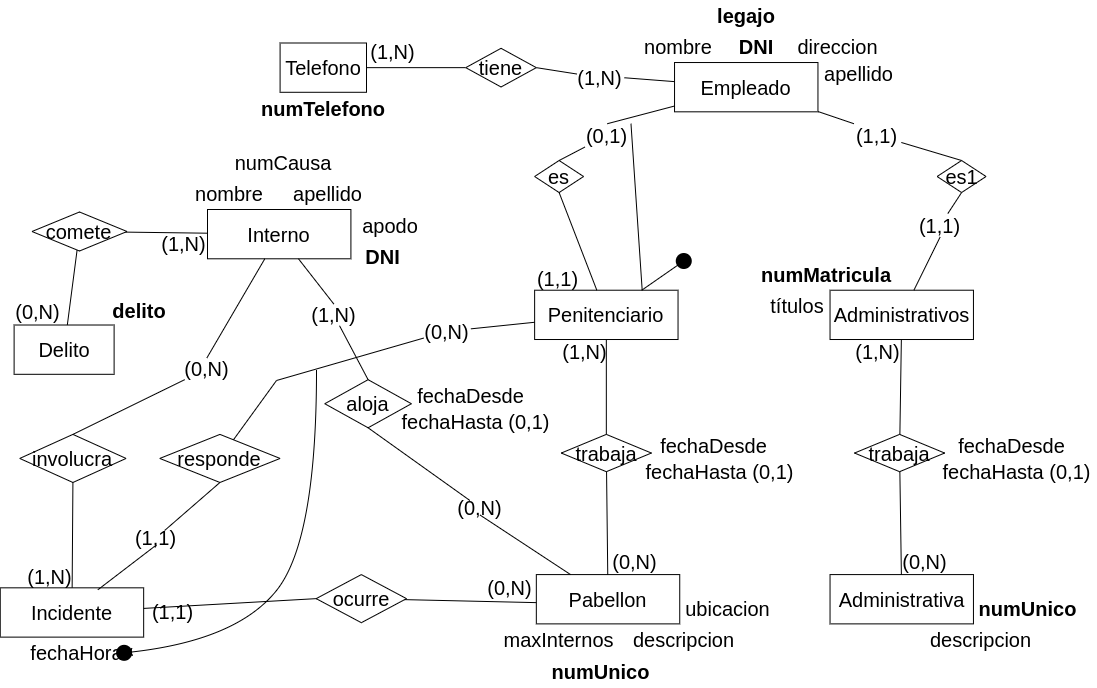 legajo
nombre DNI direccion
apellido
Telefono (1,N) tiene (1,N) Empleado
numTelefono
(0,1) (1,1)
numCausa
nombre apellido
es es1
comete (1,N) Interno apodo
DNI
(1,1)
(0,N) delito
Delito
(1,1)
Penitenciario
numMatricula
títulos Administrativos
(1,N) (0,N) (1,N) (1,N)
(0,N)
aloja fechaDesde
fechaHasta (0,1)
involucra responde
trabaja fechaDesde
fechaHasta (0,1)
trabaja fechaDesde
fechaHasta (0,1)
(0,N)
(1,1)
(1,N) (0,N) (0,N) (0,N)
Incidente (1,1) ocurre Pabellon ubicacion
Administrativa numUnico
fechaHora
maxInternos descripcion
descripcion
numUnico